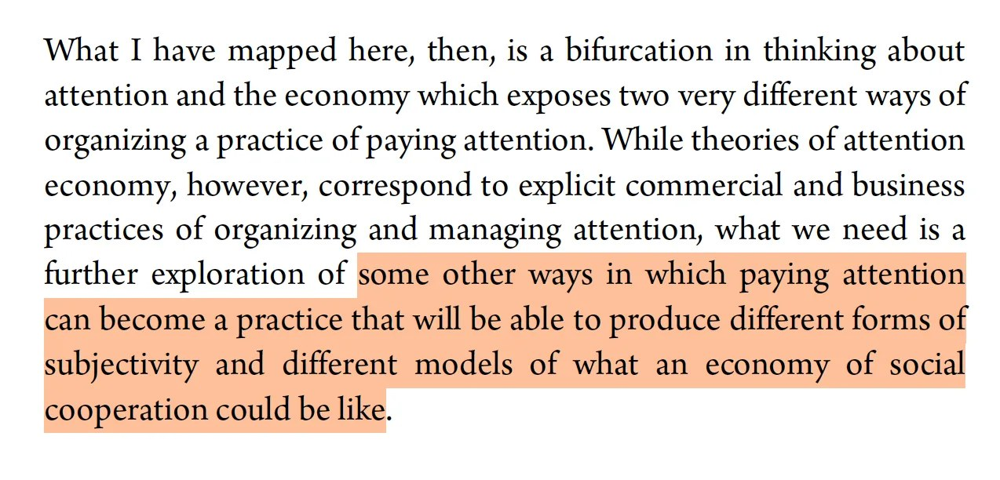 What I have mapped here, then, is a bifurcation in thinking about
attention and the economy which exposes two very different ways of
organizing a practice of paying attention. While theories of attention
economy, however, correspond to explicit commercial and business
practices of organizing and managing attention, what we need is a
further exploration of some other ways in which paying attention
can become a practice that will be able to produce different forms of
subjectivity and different models of what an economy of social
cooperation could be like.